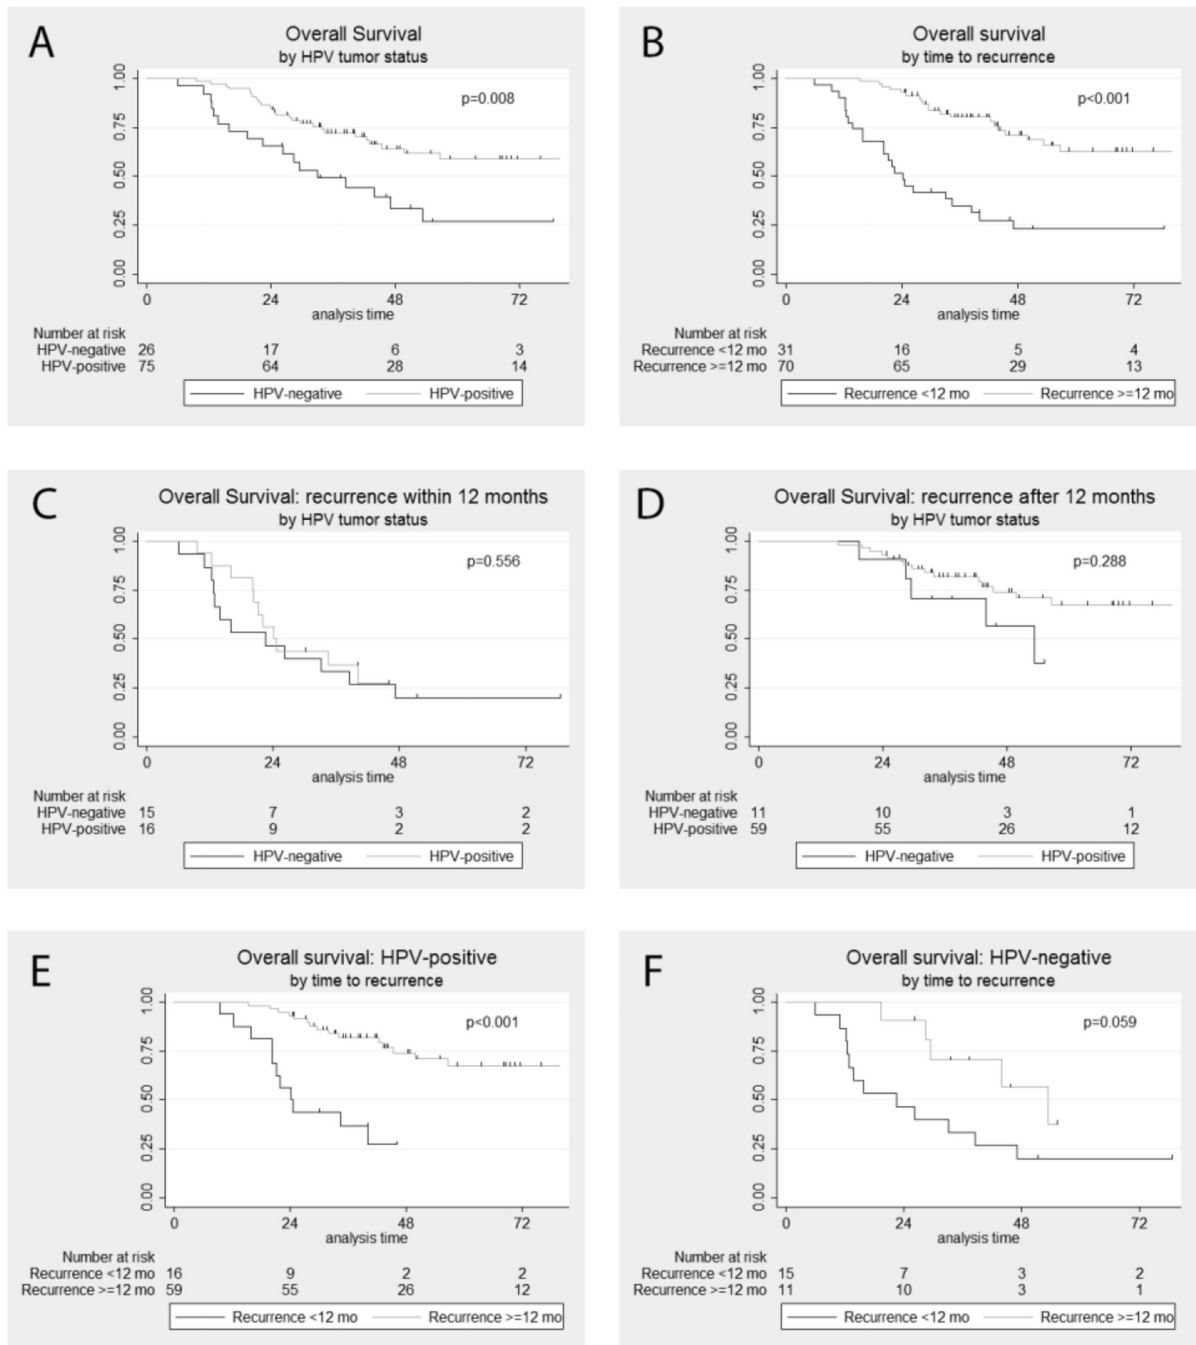 A
Overall Survival
by HPV tumor status
p=0.008
1.00
0.75
0.50
0.25
0.00
0 24 48 72
analysis time
Number at risk
HPV-negative 26 17 6 3
HPV-positive 75 64 28 14
HPV-negative HPV-positive
B
Overall survival
by time to recurrence
p<0.001
1.00
0.75
0.50
0.25
0.00
0 24 48 72
analysis time
Number at risk
Recurrence <12 mo 31 16 5 4
Recurrence >=12 mo 70 65 29 13
Recurrence <12 mo Recurrence >=12 mo
C
Overall Survival: recurrence within 12 months
by HPV tumor status
p=0.556
1.00
0.75
0.50
0.25
0.00
0 24 48 72
analysis time
Number at risk
HPV-negative 15 7 3 2
HPV-positive 16 9 2 2
HPV-negative HPV-positive
D
Overall Survival: recurrence after 12 months
by HPV tumor status
p=0.288
1.00
0.75
0.50
0.25
0.00
0 24 48 72
analysis time
Number at risk
HPV-negative 11 10 3 1
HPV-positive 59 55 26 12
HPV-negative HPV-positive
E
Overall survival: HPV-positive
by time to recurrence
p<0.001
1.00
0.75
0.50
0.25
0.00
0 24 48 72
analysis time
Number at risk
Recurrence <12 mo 16 9 2 2
Recurrence >=12 mo 59 55 26 12
Recurrence <12 mo Recurrence >=12 mo
F
Overall survival: HPV-negative
by time to recurrence
p=0.059
1.00
0.75
0.50
0.25
0.00
0 24 48 72
analysis time
Number at risk
Recurrence <12 mo 15 7 3 2
Recurrence >=12 mo 11 10 3 1
Recurrence <12 mo Recurrence >=12 mo